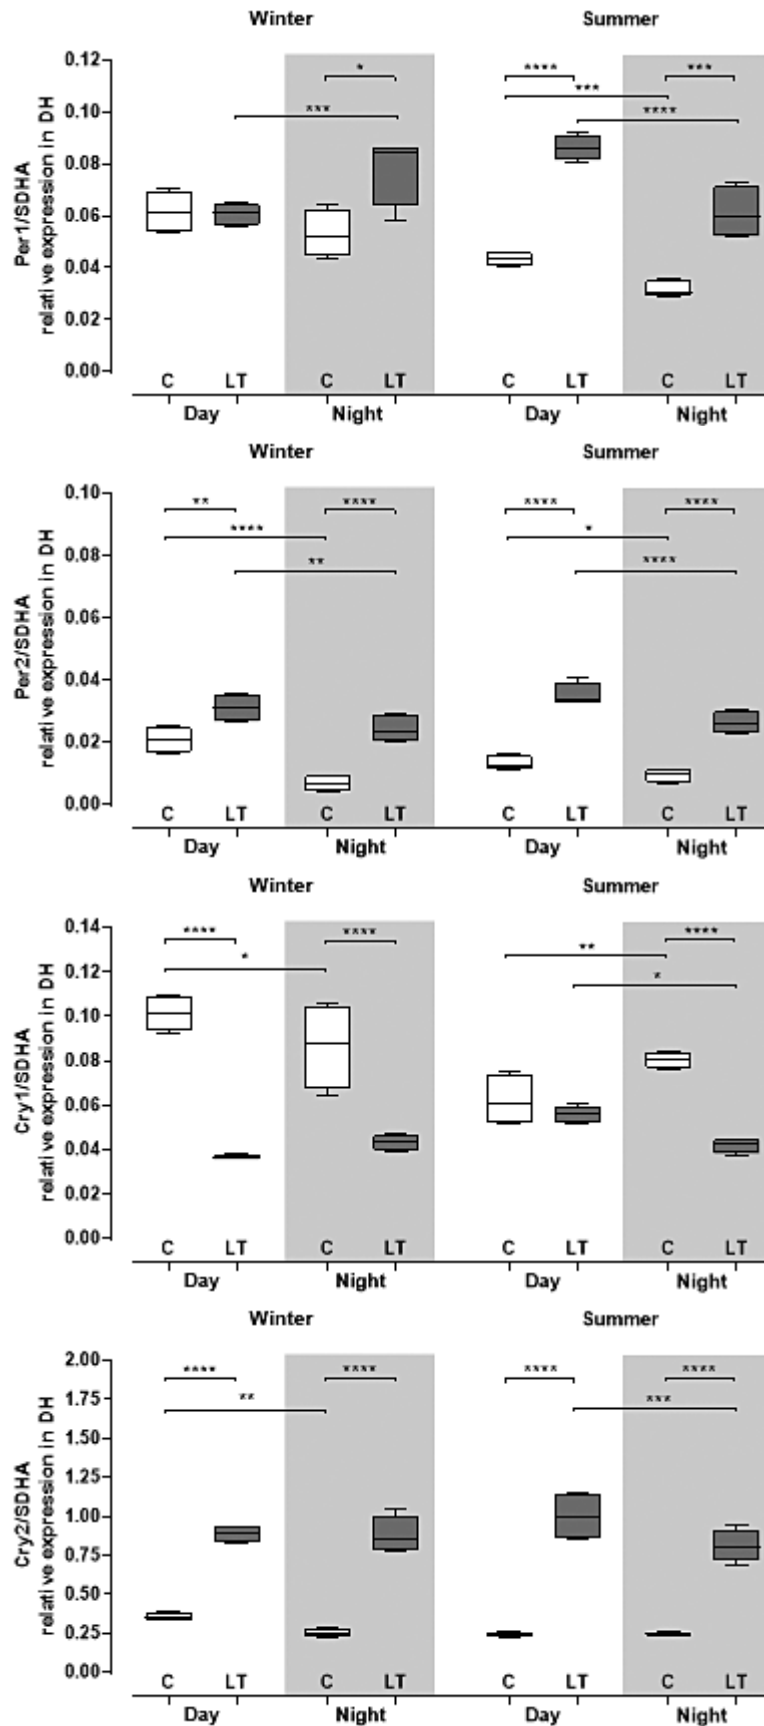 Winter Summer
0.12
* **** ***
0.10
*** ***
****
0.08
0.06
0.04
0.02
0.00
Per1/SDHA
relative expression in DH
C LT C LT C LT C LT
Day Night Day Night
Winter Summer
0.10
** **** **** ****
**** *
0.08
** ****
0.06
0.04
0.02
0.00
Per2/SDHA
relative expression in DH
C LT C LT C LT C LT
Day Night Day Night
Winter Summer
0.14
**** **** ****
* **
0.12
*
0.10
0.08
0.06
0.04
0.02
0.00
Cry1/SDHA
relative expression in DH
C LT C LT C LT C LT
Day Night Day Night
Winter Summer
2.00
**** **** **** ****
** ***
1.75
1.50
1.25
1.00
0.75
0.50
0.25
0.00
Cry2/SDHA
relative expression in DH
C LT C LT C LT C LT
Day Night Day Night